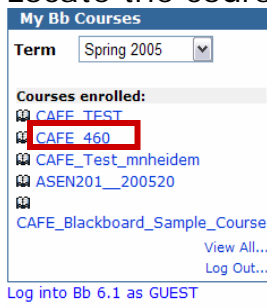 My Bb Courses
Term Spring 2005
Courses enrolled:
CAFE_TEST
CAFE_460
CAFE_Test_mnheidem
ASEN201__200520
CAFE_Blackboard_Sample_Course
View All...
Log Out...
Log into Bb 6.1 as GUEST